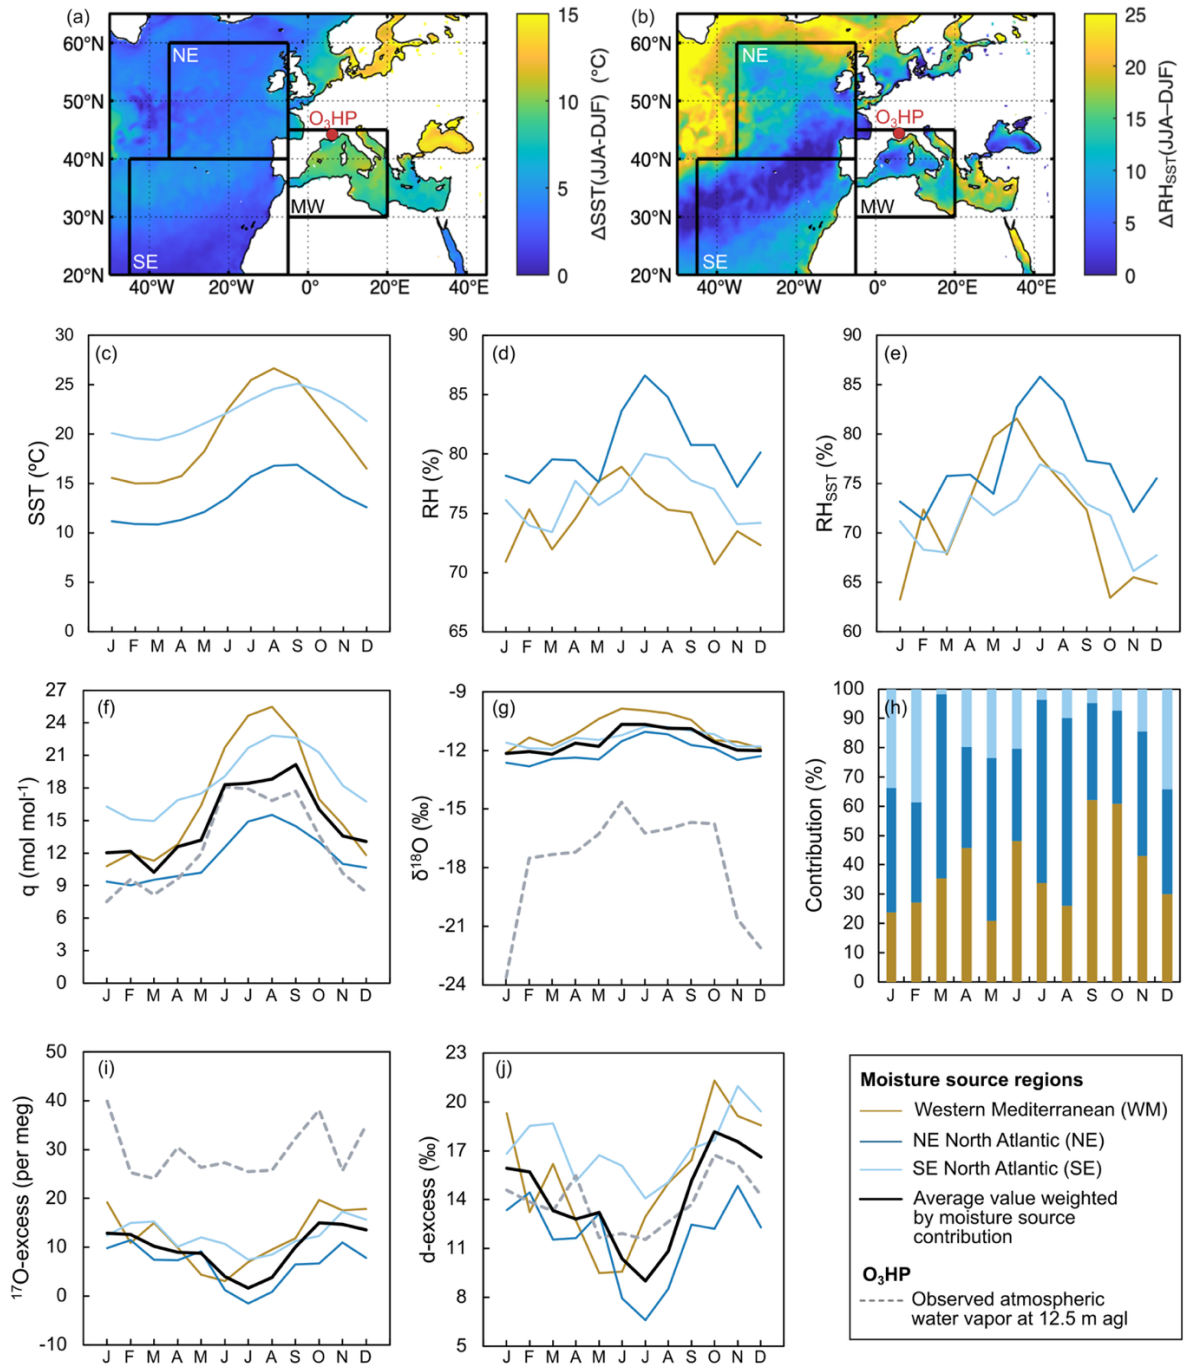 (a)
60°N
50°N
40°N
30°N
20°N
40°W
20°W
0°
20°E
40°E
NE
O₃HP
MW
SE
15
10
5
0
ΔSST(JJA-DJF) (°C)
(b)
60°N
50°N
40°N
30°N
20°N
40°W
20°W
0°
20°E
40°E
NE
O₃HP
MW
SE
25
20
15
10
5
0
ΔRH_SST(JJA–DJF)
(c)
SST (ºC)
30
25
20
15
10
5
0
J F M A M J J A S O N D
(d)
RH (%)
90
85
80
75
70
65
J F M A M J J A S O N D
(e)
RH_SST (%)
90
85
80
75
70
65
60
J F M A M J J A S O N D
(f)
q (mol mol⁻¹)
27
24
21
18
15
12
9
6
3
0
J F M A M J J A S O N D
(g)
δ¹⁸O (‰)
-9
-12
-15
-18
-21
-24
J F M A M J J A S O N D
(h)
Contribution (%)
100
90
80
70
60
50
40
30
20
10
0
J F M A M J J A S O N D
(i)
¹⁷O-excess (per meg)
50
40
30
20
10
0
-10
J F M A M J J A S O N D
(j)
d-excess (‰)
23
20
17
14
11
8
5
J F M A M J J A S O N D
Moisture source regions
Western Mediterranean (WM)
NE North Atlantic (NE)
SE North Atlantic (SE)
Average value weighted
by moisture source
contribution
O₃HP
Observed atmospheric
water vapor at 12.5 m agl